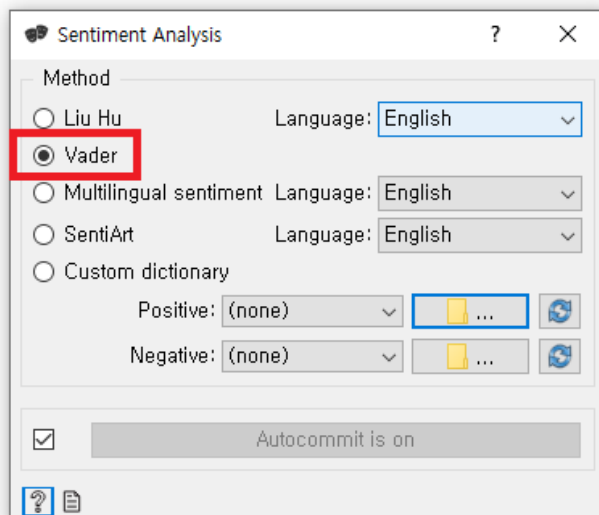 Sentiment Analysis ?
Method
Liu Hu Language: English
Vader
Multilingual sentiment Language: English
SentiArt Language: English
Custom dictionary
Positive: (none) ...
Negative: (none) ...
Autocommit is on
?